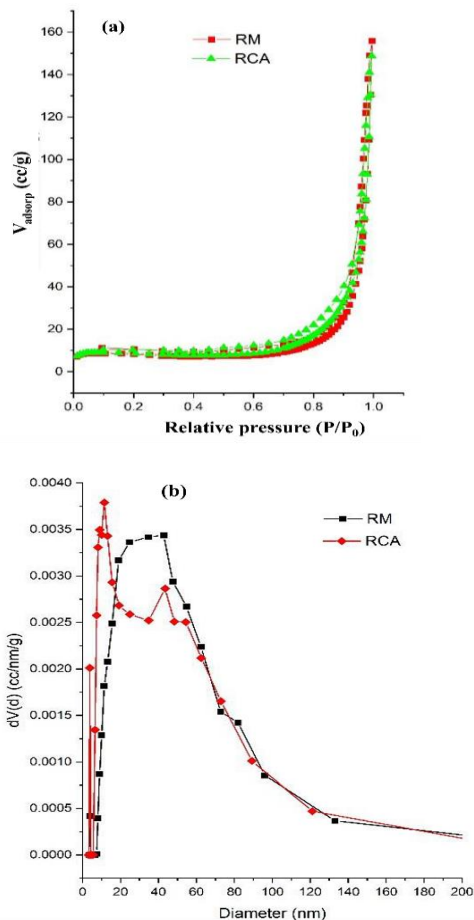 (a)
RM
RCA
160
140
120
100
80
60
40
20
0
V_adsorp (cc/g)
0.0 0.2 0.4 0.6 0.8 1.0
Relative pressure (P/P₀)
(b)
RM
RCA
0.0040
0.0035
0.0030
0.0025
0.0020
0.0015
0.0010
0.0005
0.0000
dV(d) (cc/nm/g)
0 20 40 60 80 100 120 140 160 180 200
Diameter (nm)